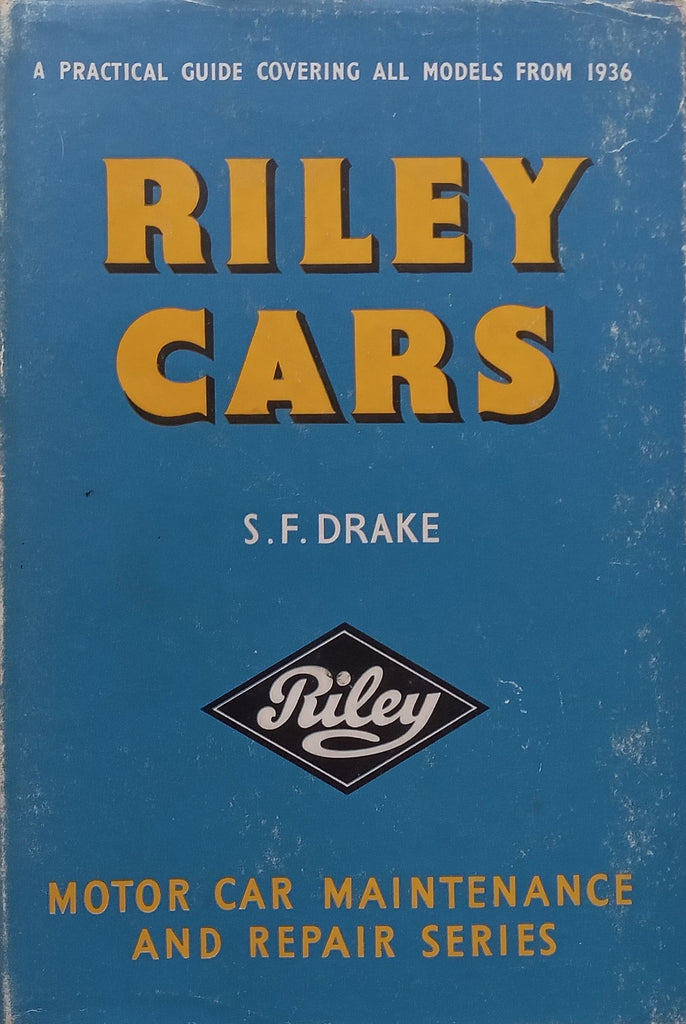 A PRACTICAL GUIDE COVERING ALL MODELS FROM 1936
RILEY
CARS
S.F. DRAKE
Riley
MOTOR CAR MAINTENANCE
AND REPAIR SERIES